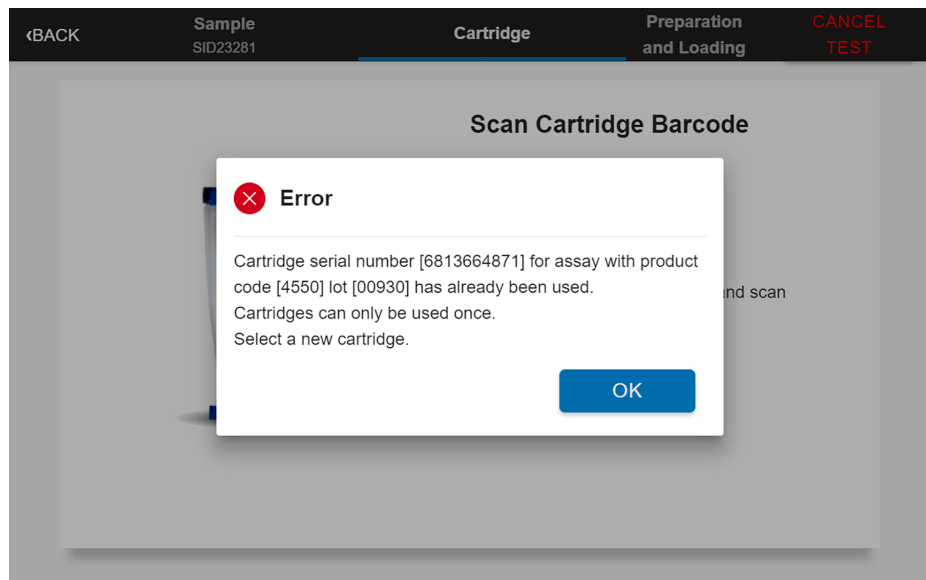 ‹BACK
Sample
SID23281
Cartridge
Preparation
and Loading
CANCEL
TEST
Scan Cartridge Barcode
Error
Cartridge serial number [6813664871] for assay with product
code [4550] lot [00930] has already been used.
Cartridges can only be used once.
Select a new cartridge.
and scan
OK